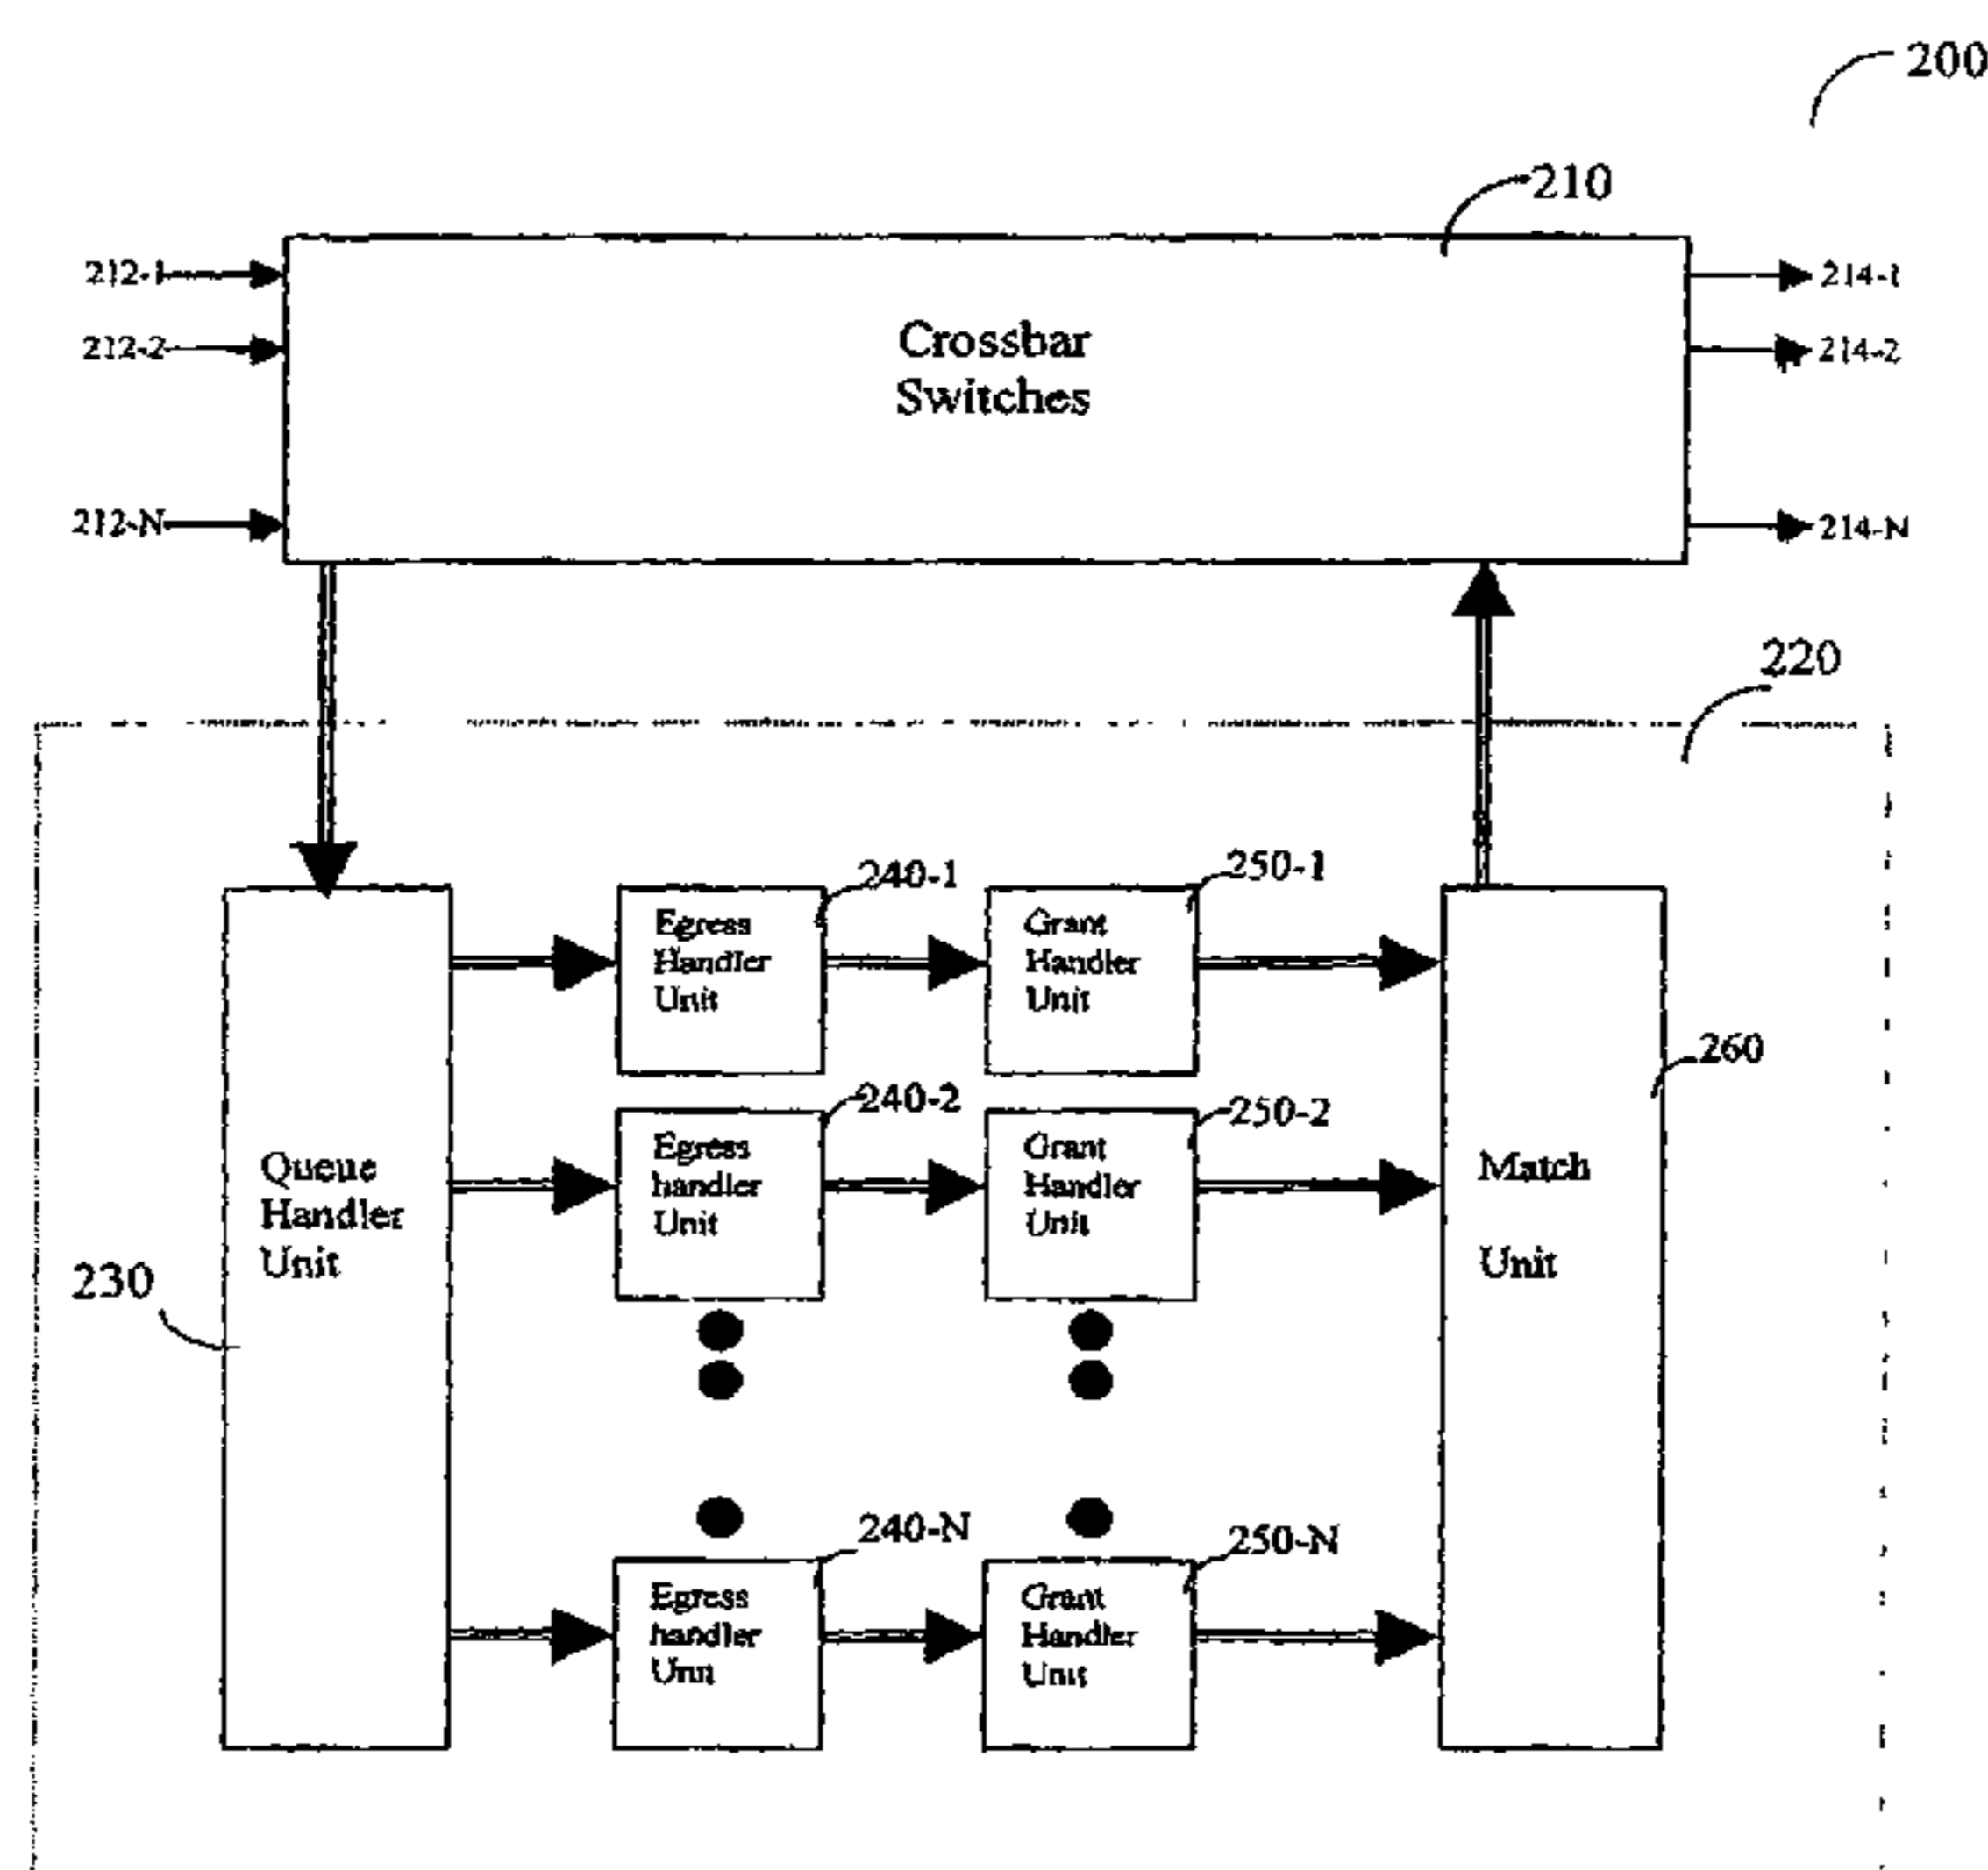 200
210
212-1
214-1
212-2
214-2
Crossbar
Switches
212-N
214-N
220
240-1
250-1
Egress
Handler
Unit
Grant
Handler
Unit
260
240-2
250-2
Egress
handler
Unit
Grant
Handler
Unit
Queue
Handler
Unit
Match
Unit
230
240-N
250-N
Egress
handler
Unit
Grant
Handler
Unit